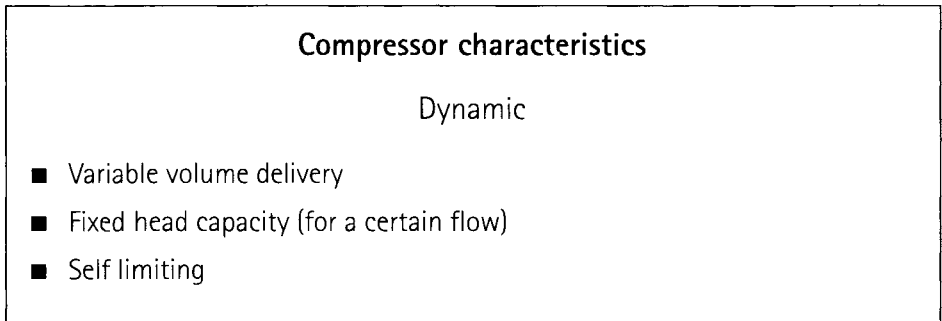 Compressor characteristics
Dynamic
■ Variable volume delivery
■ Fixed head capacity (for a certain flow)
■ Self limiting